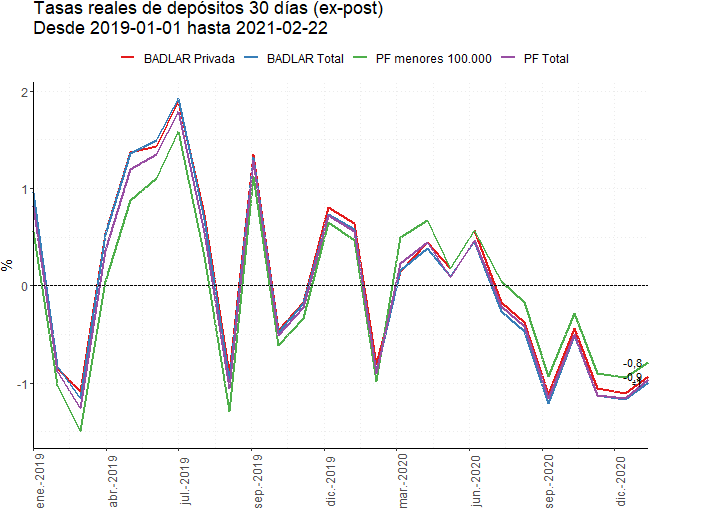 Tasas reales de depósitos 30 días (ex-post)
Desde 2019-01-01 hasta 2021-02-22
BADLAR Privada BADLAR Total PF menores 100.000 PF Total
2
1
0
-1
%
-0.8
-0.9
ene.-2019 abr.-2019 jul.-2019 sep.-2019 dic.-2019 mar.-2020 jun.-2020 sep.-2020 dic.-2020